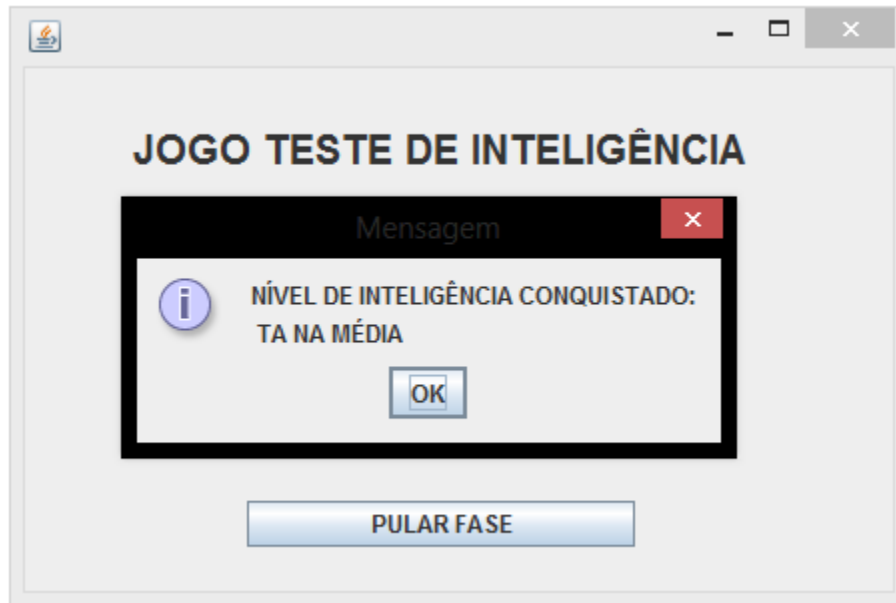 JOGO TESTE DE INTELIGÊNCIA
Mensagem
NÍVEL DE INTELIGÊNCIA CONQUISTADO:
TA NA MÉDIA
OK
PULAR FASE